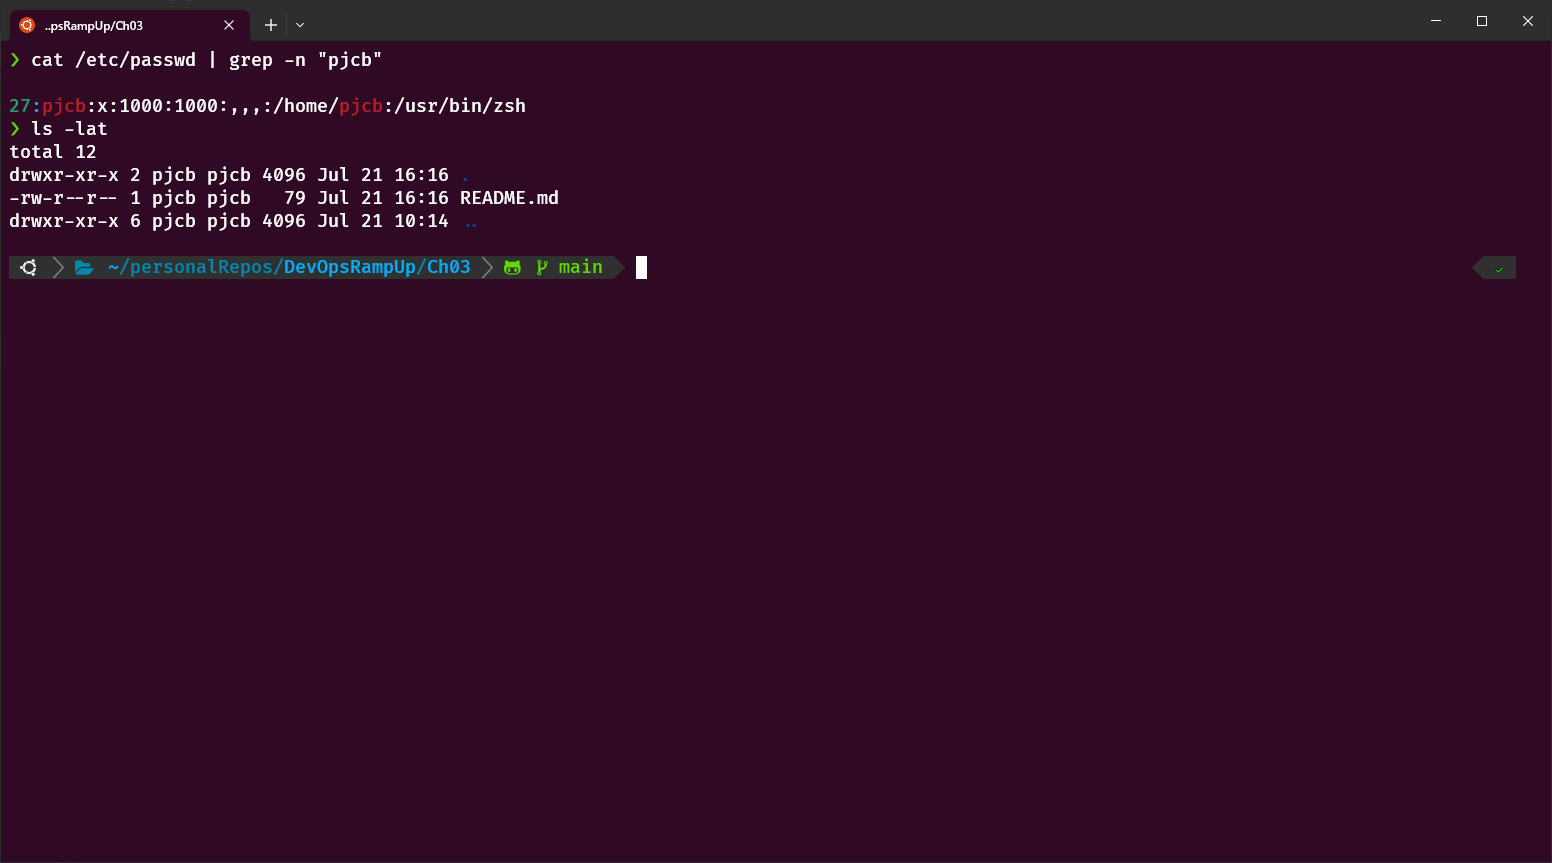 ..psRampUp/Ch03
❯ cat /etc/passwd | grep -n "pjcb"
27:pjcb:x:1000:1000:,,,:/home/pjcb:/usr/bin/zsh
❯ ls -lat
total 12
drwxr-xr-x 2 pjcb pjcb 4096 Jul 21 16:16 .
-rw-r--r-- 1 pjcb pjcb   79 Jul 21 16:16 README.md
drwxr-xr-x 6 pjcb pjcb 4096 Jul 21 10:14 ..
~/personalRepos/DevOpsRampUp/Ch03 main